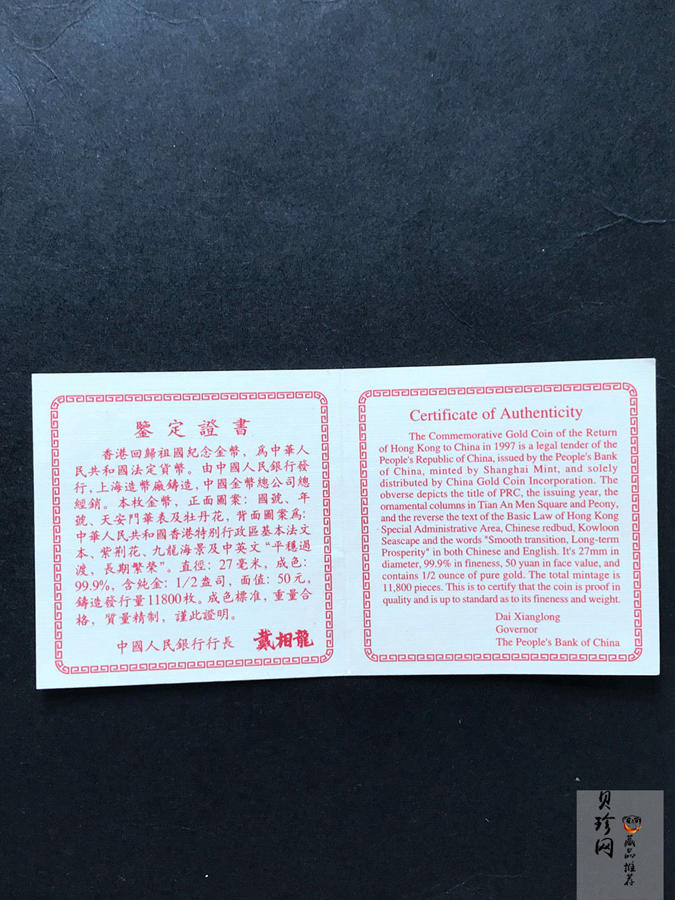 鑒定證書
香港回歸祖國紀念金幣，爲中華人
民共和國法定貨幣。由中國人民銀行發
行，上海造幣廠鑄造，中國金幣總公司總
經銷。本枚金幣，正面圖案：國號、年
號、天安門華表及牡丹花，背面圖案爲：
中華人民共和國香港特別行政區基本法文
本、紫荆花、九龍海景及中英文“平穩過
渡，長期繁榮”。直徑：27毫米，成色：
99.9%，含純金：1/2盎司，面值：50元，
鑄造發行量11800枚。成色標准，重量合
格，質量精制，謹此證明。
中國人民銀行行長 戴相龍
Certificate of Authenticity
The Commemorative Gold Coin of the Return
of Hong Kong to China in 1997 is a legal tender of the
People's Republic of China, issued by the People's Bank
of China, minted by Shanghai Mint, and solely
distributed by China Gold Coin Incorporation. The
obverse depicts the title of PRC, the issuing year, the
ornamental columns in Tian An Men Square and Peony,
and the reverse the text of the Basic Law of Hong Kong
Special Administrative Area, Chinese redbud, Kowloon
Seascape and the words "Smooth transition, Long-term
Prosperity" in both Chinese and English. It's 27mm in
diameter, 99.9% in fineness, 50 yuan in face value, and
contains 1/2 ounce of pure gold. The total mintage is
11,800 pieces. This is to certify that the coin is proof in
quality and is up to standard as to its fineness and weight.
Dai Xianglong
Governor
The People's Bank of China
贝珍网
藏品推荐